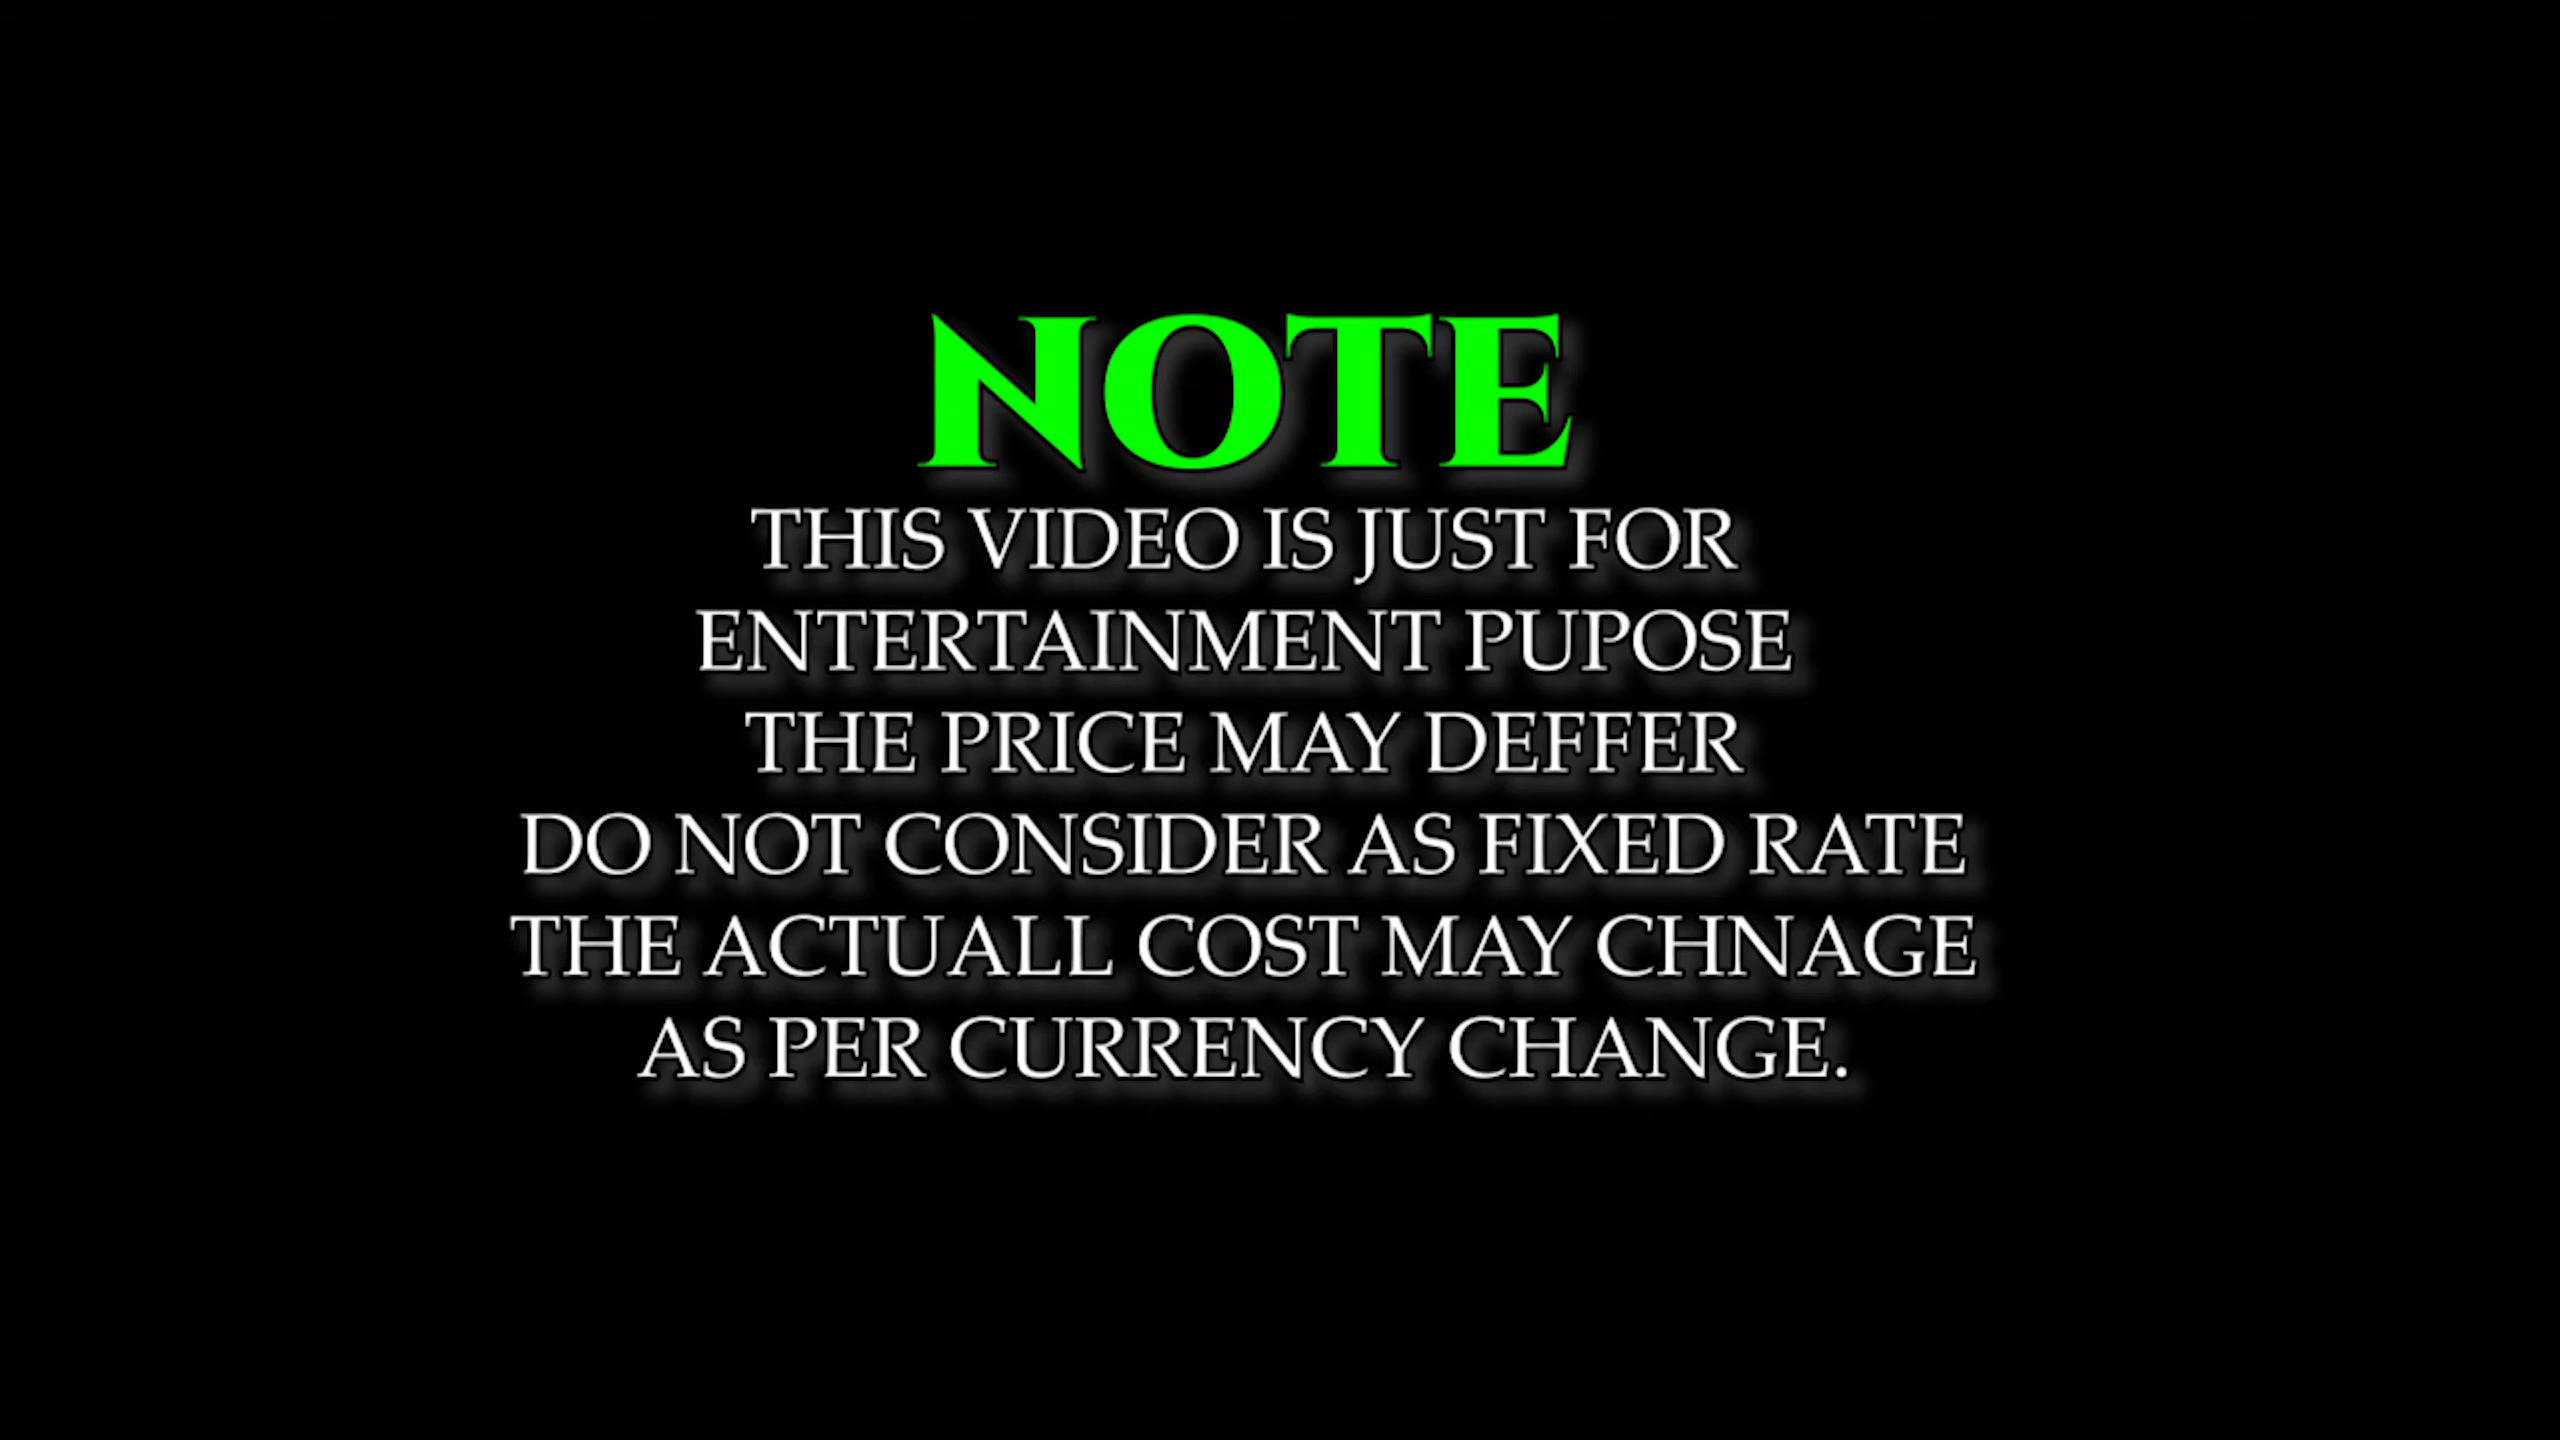 NOTE
THIS VIDEO IS JUST FOR
ENTERTAINMENT PUPOSE
THE PRICE MAY DEFFER
DO NOT CONSIDER AS FIXED RATE
THE ACTUALL COST MAY CHNAGE
AS PER CURRENCY CHANGE.